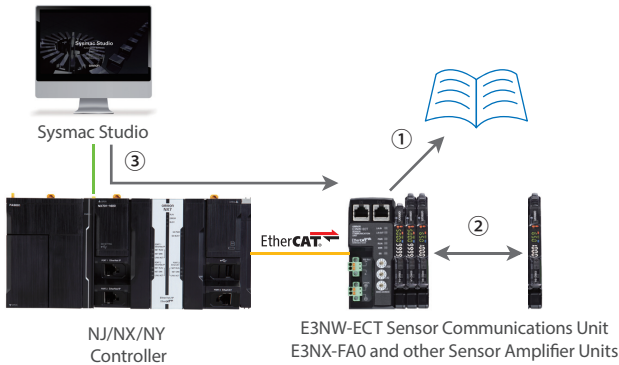 Sysmac Studio
Sysmac Studio
①
③
②
EtherCAT
NJ/NX/NY
Controller
E3NW-ECT Sensor Communications Unit
E3NX-FA0 and other Sensor Amplifier Units